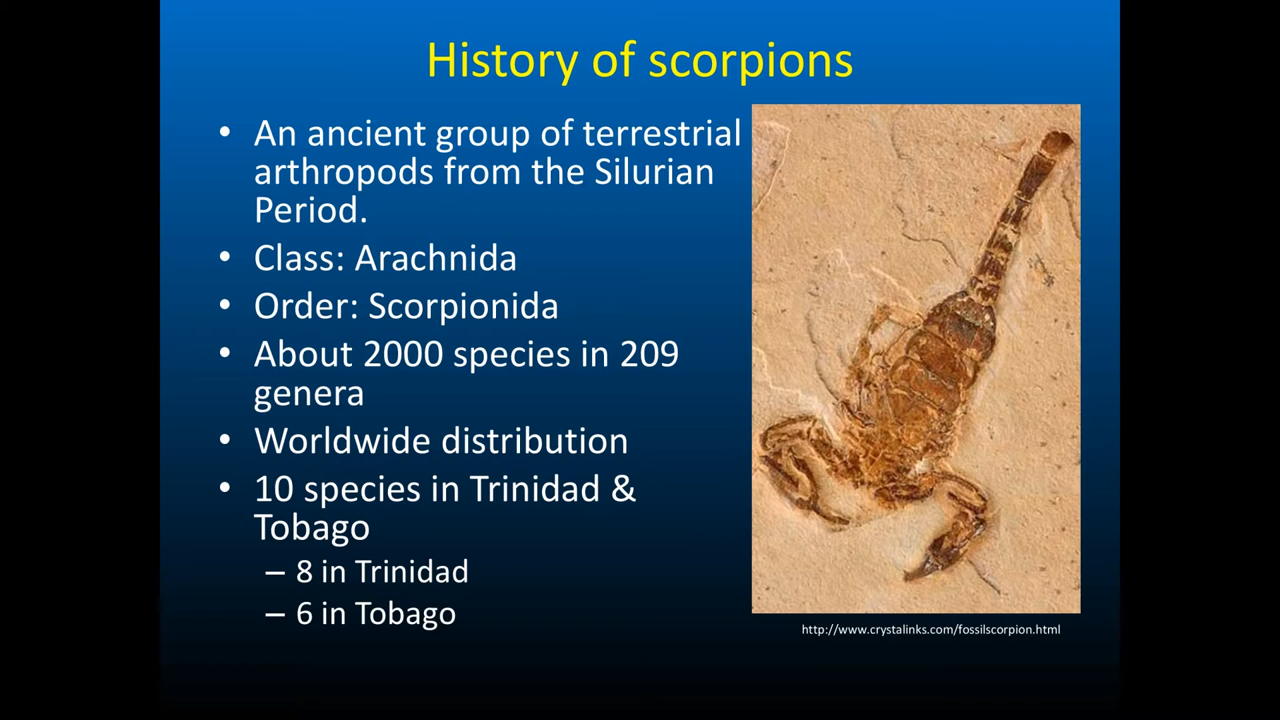 History of scorpions
• An ancient group of terrestrial
arthropods from the Silurian
Period.
• Class: Arachnida
• Order: Scorpionida
• About 2000 species in 209
genera
• Worldwide distribution
• 10 species in Trinidad &
Tobago
– 8 in Trinidad
– 6 in Tobago
http://www.crystalinks.com/fossilscorpion.html